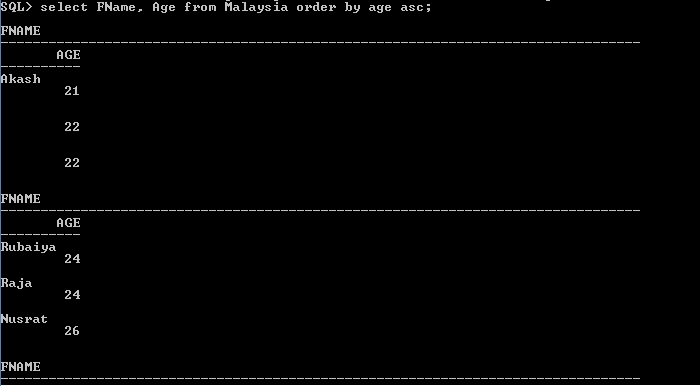 SQL> select FName, Age from Malaysia order by age asc;
FNAME
--------------------------------------------------------------------------------
       AGE
----------
Akash
        21

        22

        22

FNAME
--------------------------------------------------------------------------------
       AGE
----------
Rubaiya
        24
Raja
        24
Nusrat
        26

FNAME
--------------------------------------------------------------------------------